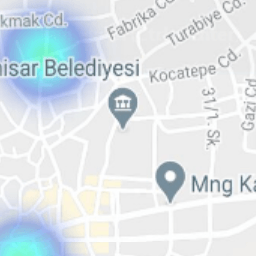 kmak Cd.
Fabrika Cd.
Turabiye Cd.
hisar Belediyesi
Kocatepe Cd.
31/1. Sk.
Gazi Cd.
Mng Ka